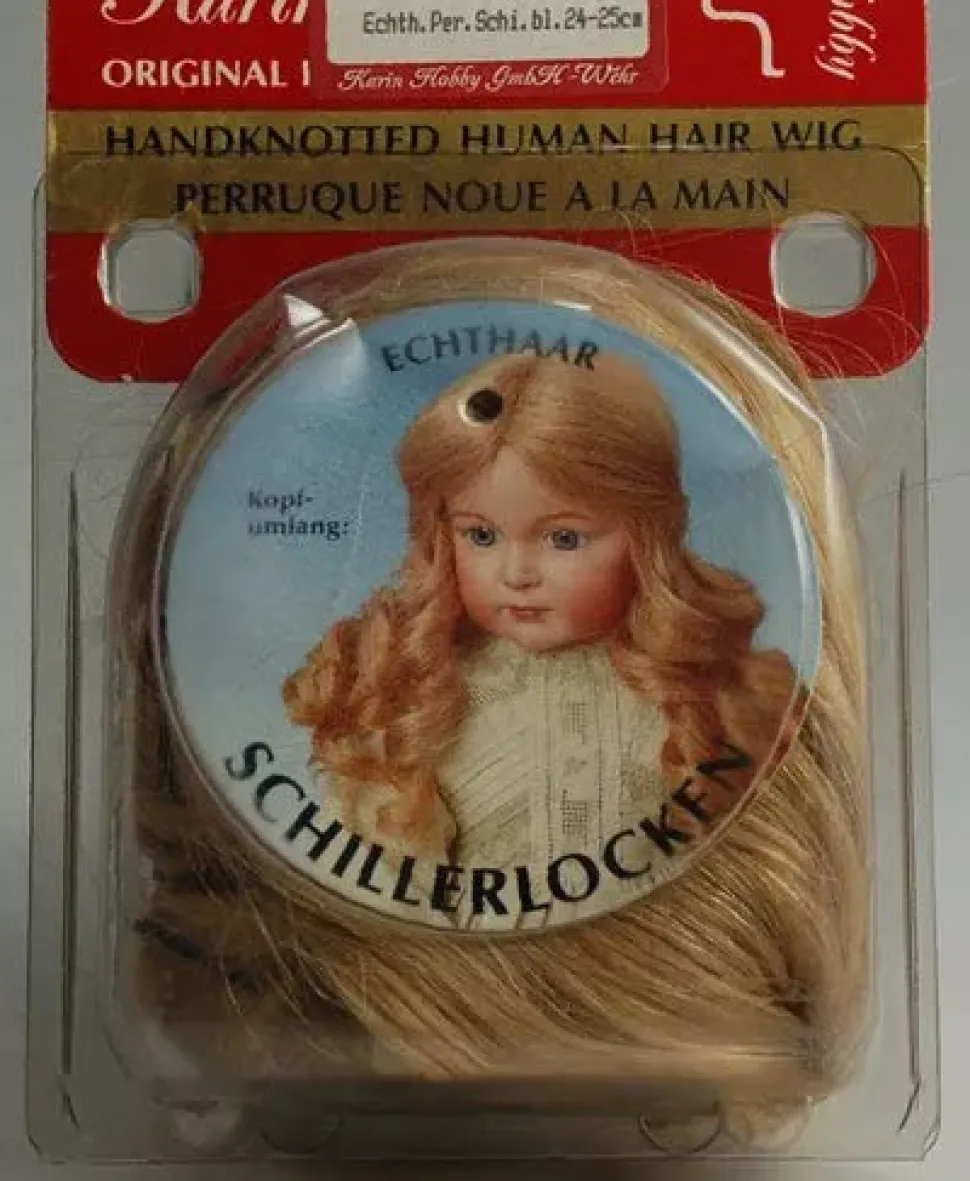 Echth.Per.Schi.bl.24-25cm
ORIGINAL
Karin Hobby GmbH-Wehr
HANDKNOTTED HUMAN HAIR WIG
PERRUQUE NOUE A LA MAIN
ECHTHAAR
Kopf-
umfang:
SCHILLERLOCKEN